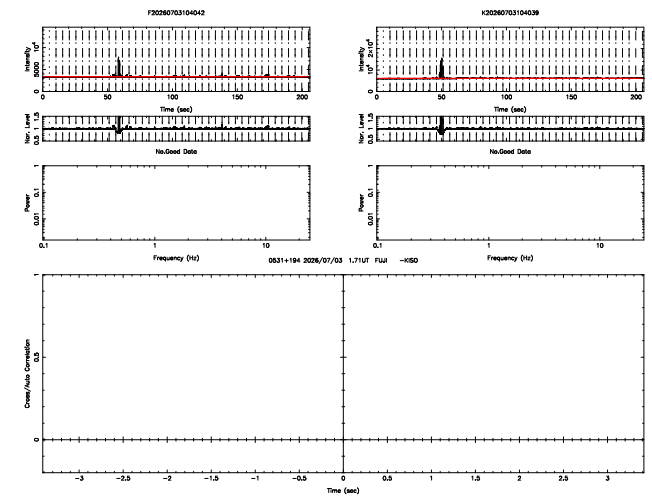 F20260703104042
K20260703104039
Intensity
0
5000
10⁴
0
50
100
150
200
Time (sec)
Intensity
0
10⁴
2×10⁴
0
50
100
150
200
Time (sec)
Nor. Level
0.5
1
1.5
No.Good Data
Nor. Level
0.5
1
1.5
No.Good Data
Power
0.01
0.1
1
0.1
1
10
Frequency (Hz)
Power
0.01
0.1
1
0.1
1
10
Frequency (Hz)
0531+194 2026/07/03 1.71UT FUJI -KISO
Cross/Auto Correlation
0
0.5
1
-3
-2.5
-2
-1.5
-1
-0.5
0
0.5
1
1.5
2
2.5
3
Time (sec)